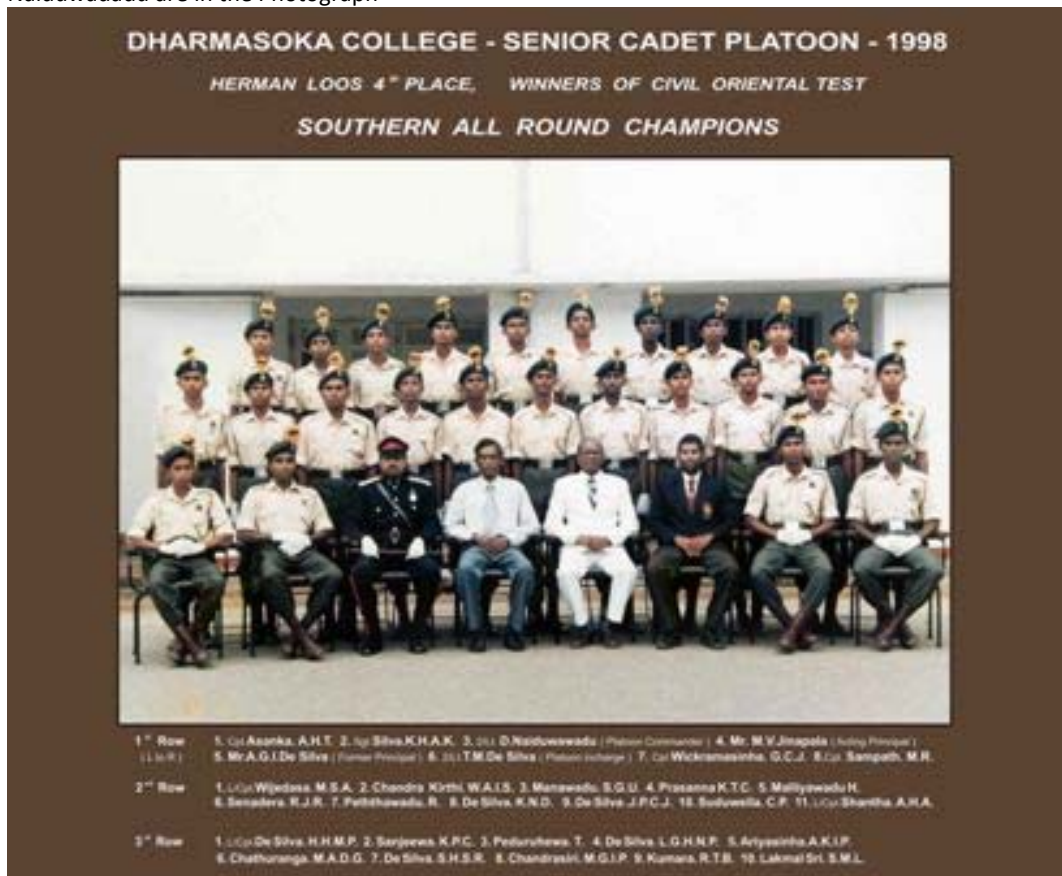 DHARMASOKA COLLEGE - SENIOR CADET PLATOON - 1998
HERMAN LOOS 4th PLACE, WINNERS OF CIVIL ORIENTAL TEST
SOUTHERN ALL ROUND CHAMPIONS
1st Row 1. Cpl. Asanka. A.H.T. 2. Sgt. Silva.K.H.A.K. 3. 2/Lt. D.Naiduwawadu ( Platoon Commander ) 4. Mr. M.V.Jinapala ( Acting Principal )
( L to R ) 5. Mr.A.G.I.De Silva ( Former Principal ) 6. 2/Lt T.M.De Silva ( Platoon Incharge ) 7. Cpl Wickramasinha. G.C.J. 8. Cpl. Sampath. M.R.
2nd Row 1. L/Cpl. Wijedasa. M.S.A. 2. Chandra Kirthi. W.A.I.S. 3. Manawadu. S.G.U. 4. Prasanna K.T.C. 5. Malliyawadu H.
6. Senadera. R.J.R. 7. Peththawadu. R. 8. De Silva. K.N.D. 9. De Silva. J.P.C.J. 10. Suduwella. C.P. 11. L/Cpl. Shantha. A.H.A.
3rd Row 1. L/Cpl. De Silva. H.H.M.P. 2. Sanjeewa. K.P.C. 3. Peduruhewa. T. 4. De Silva. L.G.H.N.P. 5. Ariyasinha.A.K.I.P.
6. Chathuranga. M.A.D.G. 7. De Silva. S.H.S.R. 8. Chandrasiri. M.G.I.P. 9. Kumara. R.T.B. 10. Lakmal Sri. S.M.L.